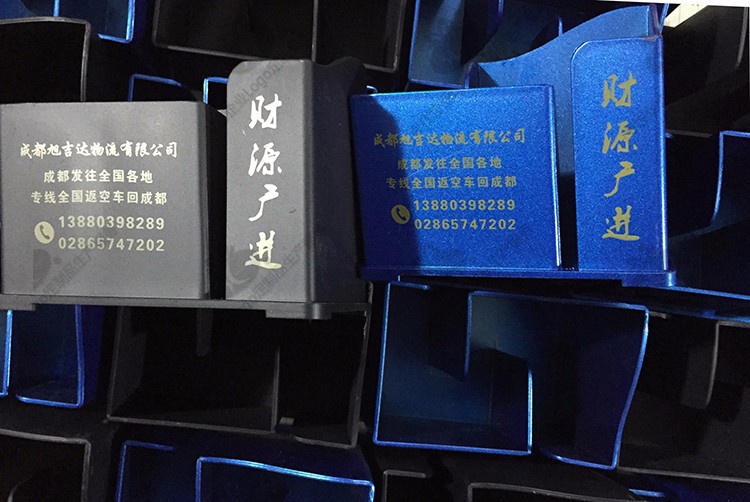 成都旭吉达物流有限公司
成都发往全国各地
专线全国返空车回成都
13880398289
02865747202
财源广进
成都旭吉达物流有限公司
成都发往全国各地
专线全国返空车回成都
13880398289
02865747202
财源广进